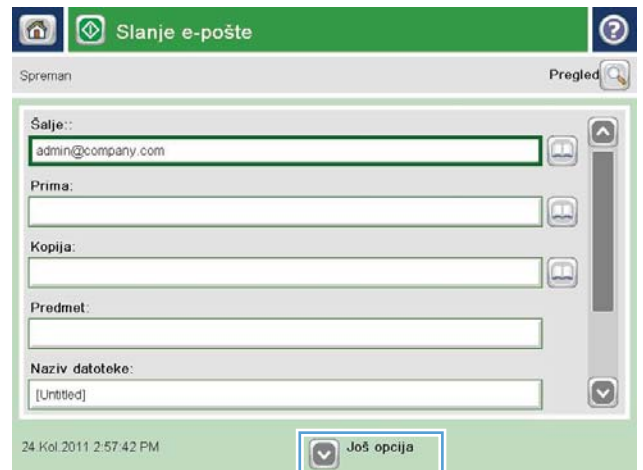 Slanje e-pošte
?
Spreman
Pregled
Šalje::
admin@company.com
Prima:
Kopija:
Predmet:
Naziv datoteke:
[Untitled]
24.Kol.2011 2:57:42 PM
Još opcija